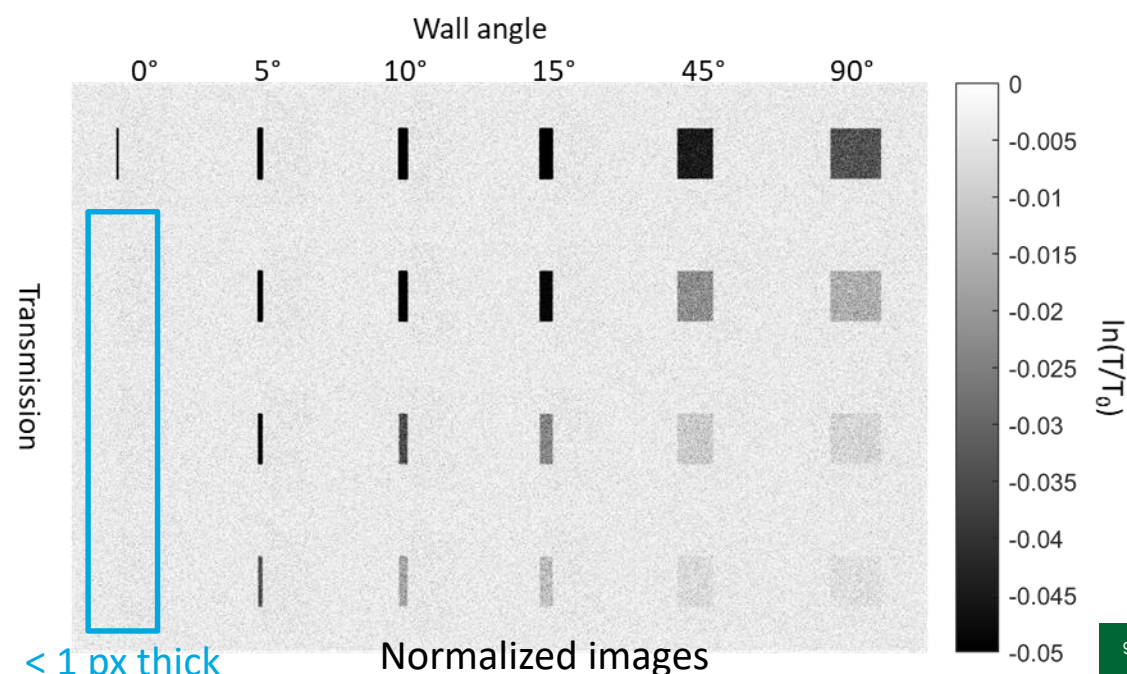 Wall angle
0° 5° 10° 15° 45° 90°
Transmission
< 1 px thick
Normalized images
0
-0.005
-0.01
-0.015
-0.02
-0.025
-0.03
-0.035
-0.04
-0.045
-0.05
ln(T/T₀)
9